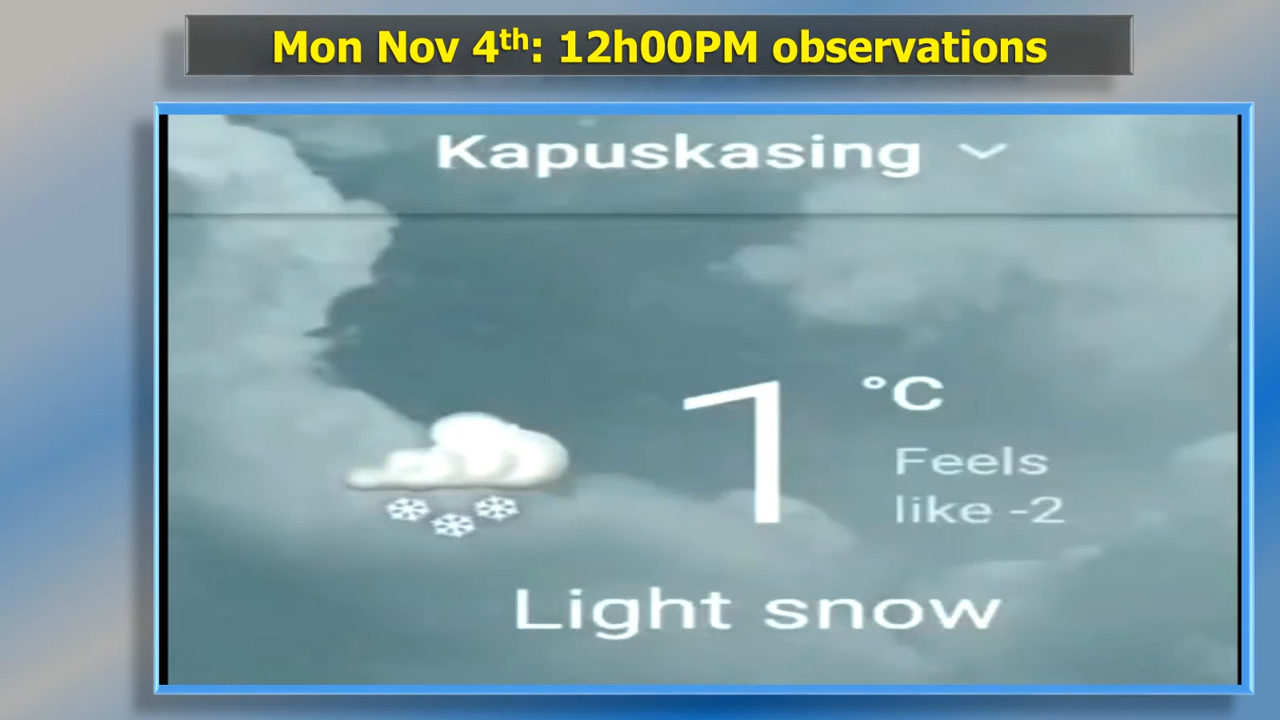 Mon Nov 4th: 12h00PM observations
Kapuskasing
1 °C
Feels
like -2
Light snow